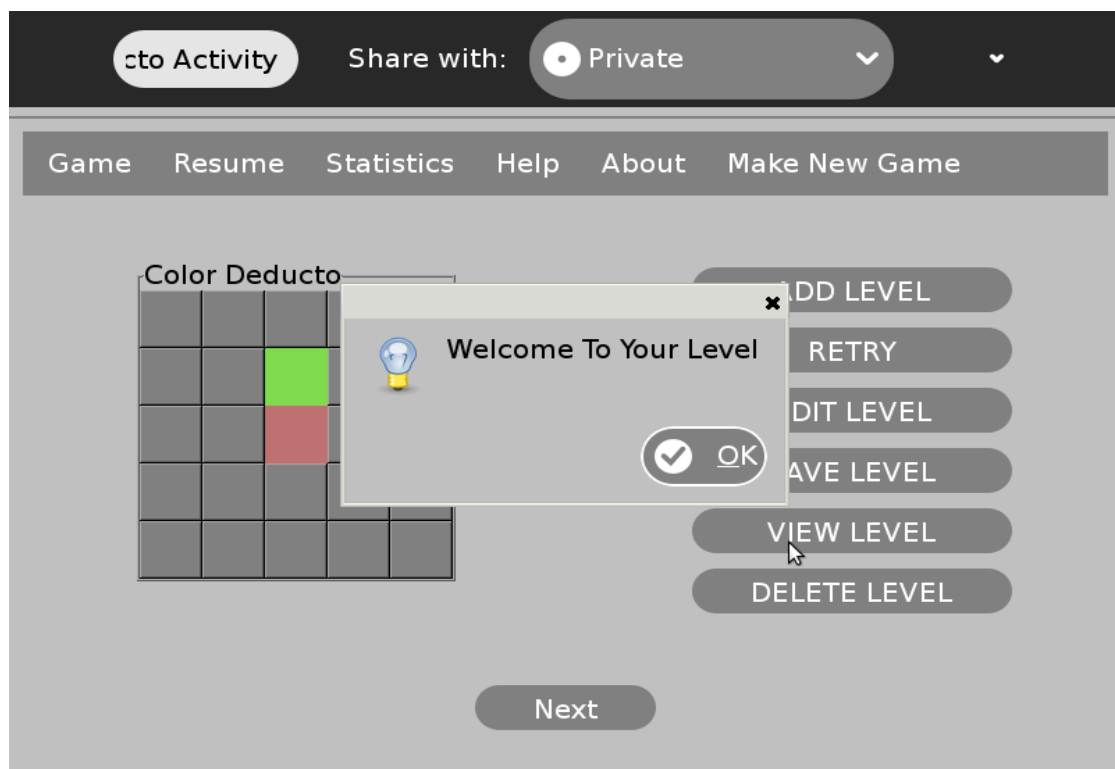 cto Activity
Share with:
Private
Game Resume Statistics Help About Make New Game
Color Deducto
Welcome To Your Level
OK
DD LEVEL
RETRY
DIT LEVEL
AVE LEVEL
VIEW LEVEL
DELETE LEVEL
Next